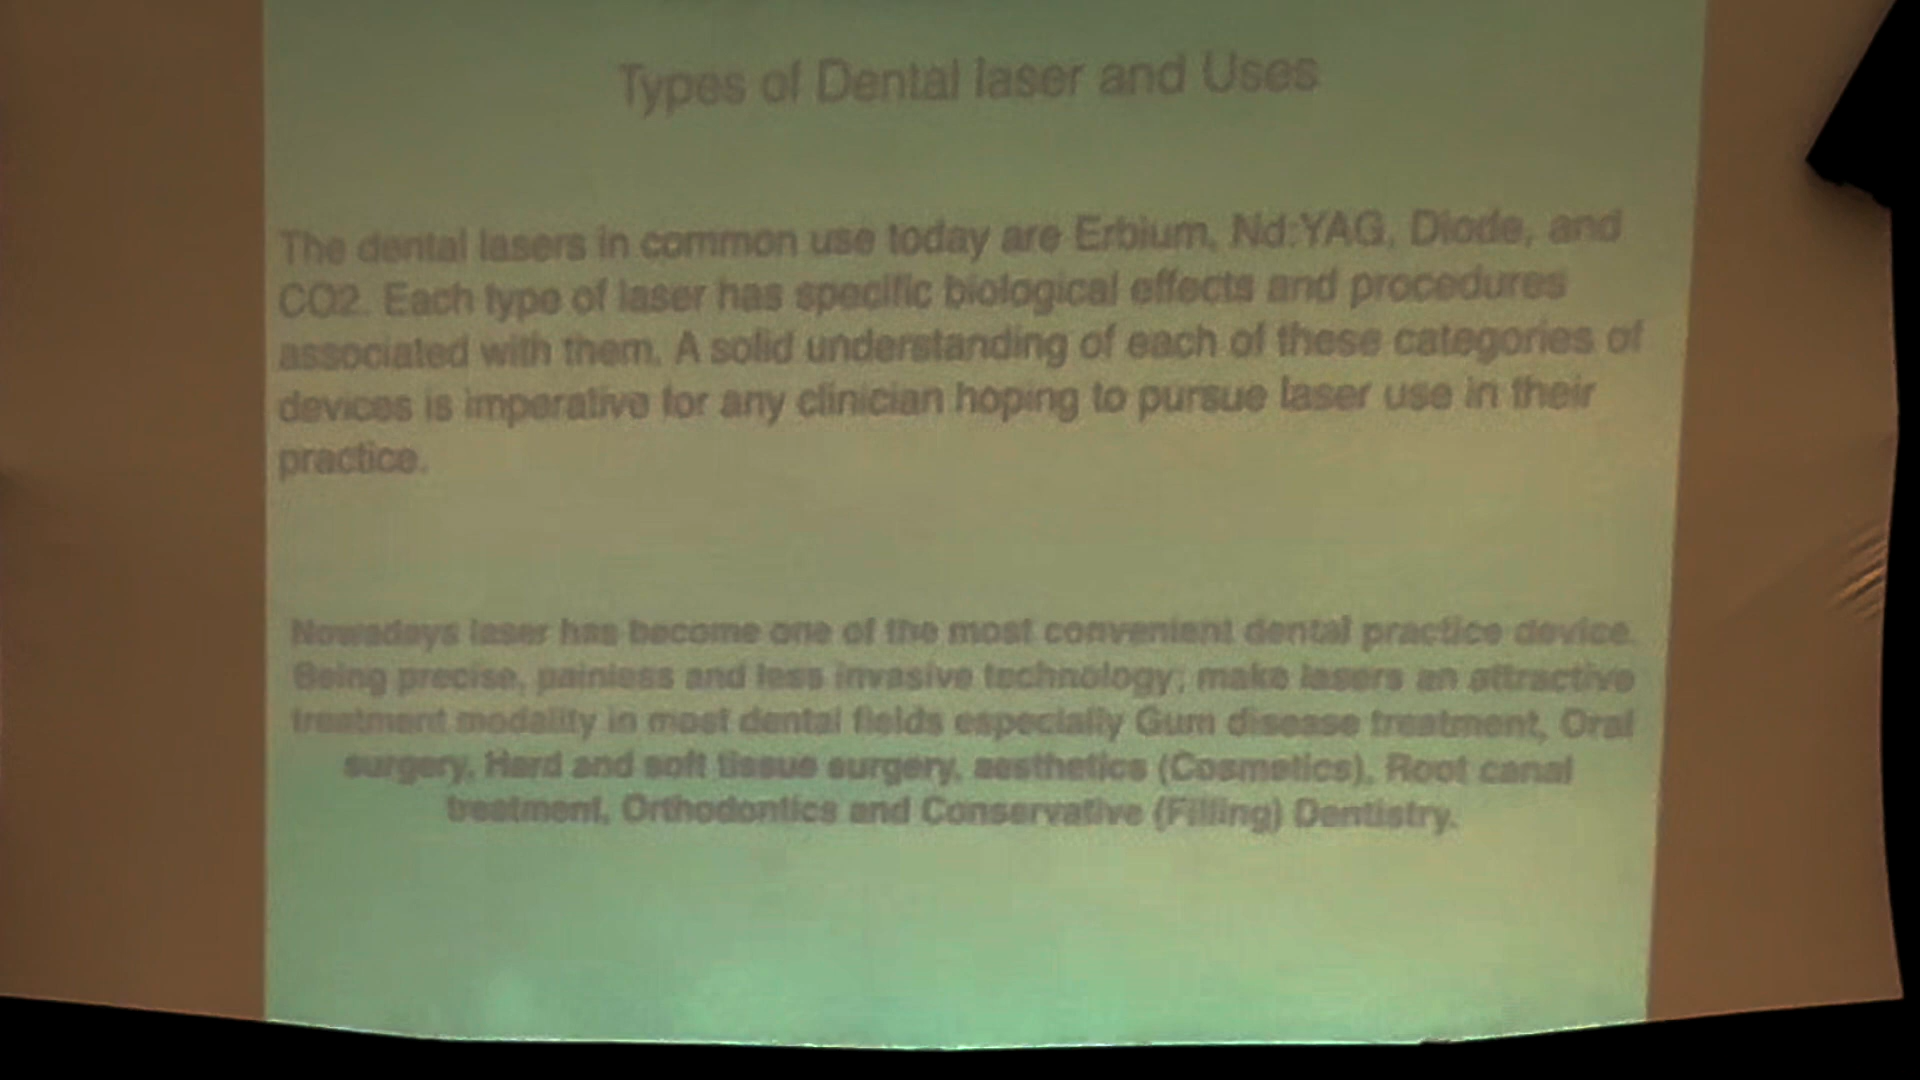 Types of Dental laser and Uses
The dental lasers in common use today are Erbium, Nd:YAG, Diode, and
CO2. Each type of laser has specific biological effects and procedures
associated with them. A solid understanding of each of these categories of
devices is imperative for any clinician hoping to pursue laser use in their
practice.
Nowadays laser has become one of the most convenient dental practice device.
Being precise, painless and less invasive technology; make lasers an attractive
treatment modality in most dental fields especially Gum disease treatment, Oral
surgery, Hard and soft tissue surgery, aesthetics (Cosmetics), Root canal
treatment, Orthodontics and Conservative (Filling) Dentistry.